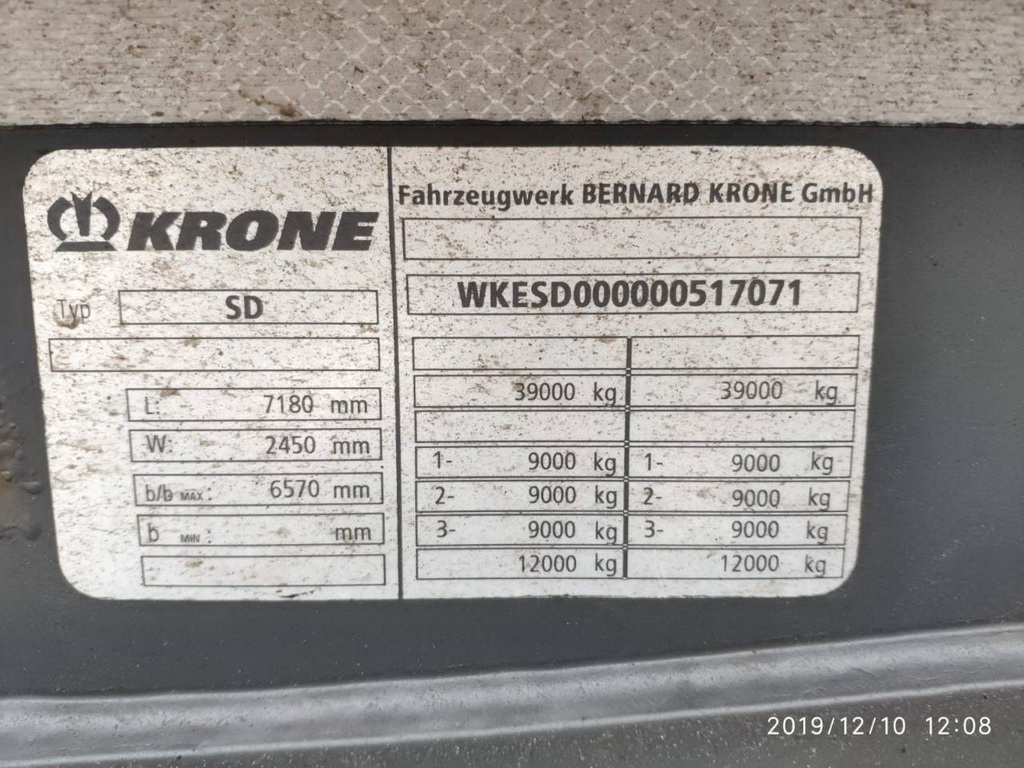 KRONE
Typ SD
L: 7180 mm
W: 2450 mm
b/b MAX: 6570 mm
b MIN: mm
Fahrzeugwerk BERNARD KRONE GmbH
WKESD000000517071
39000 kg 39000 kg
1- 9000 kg 1- 9000 kg
2- 9000 kg 2- 9000 kg
3- 9000 kg 3- 9000 kg
12000 kg 12000 kg
2019/12/10 12:08